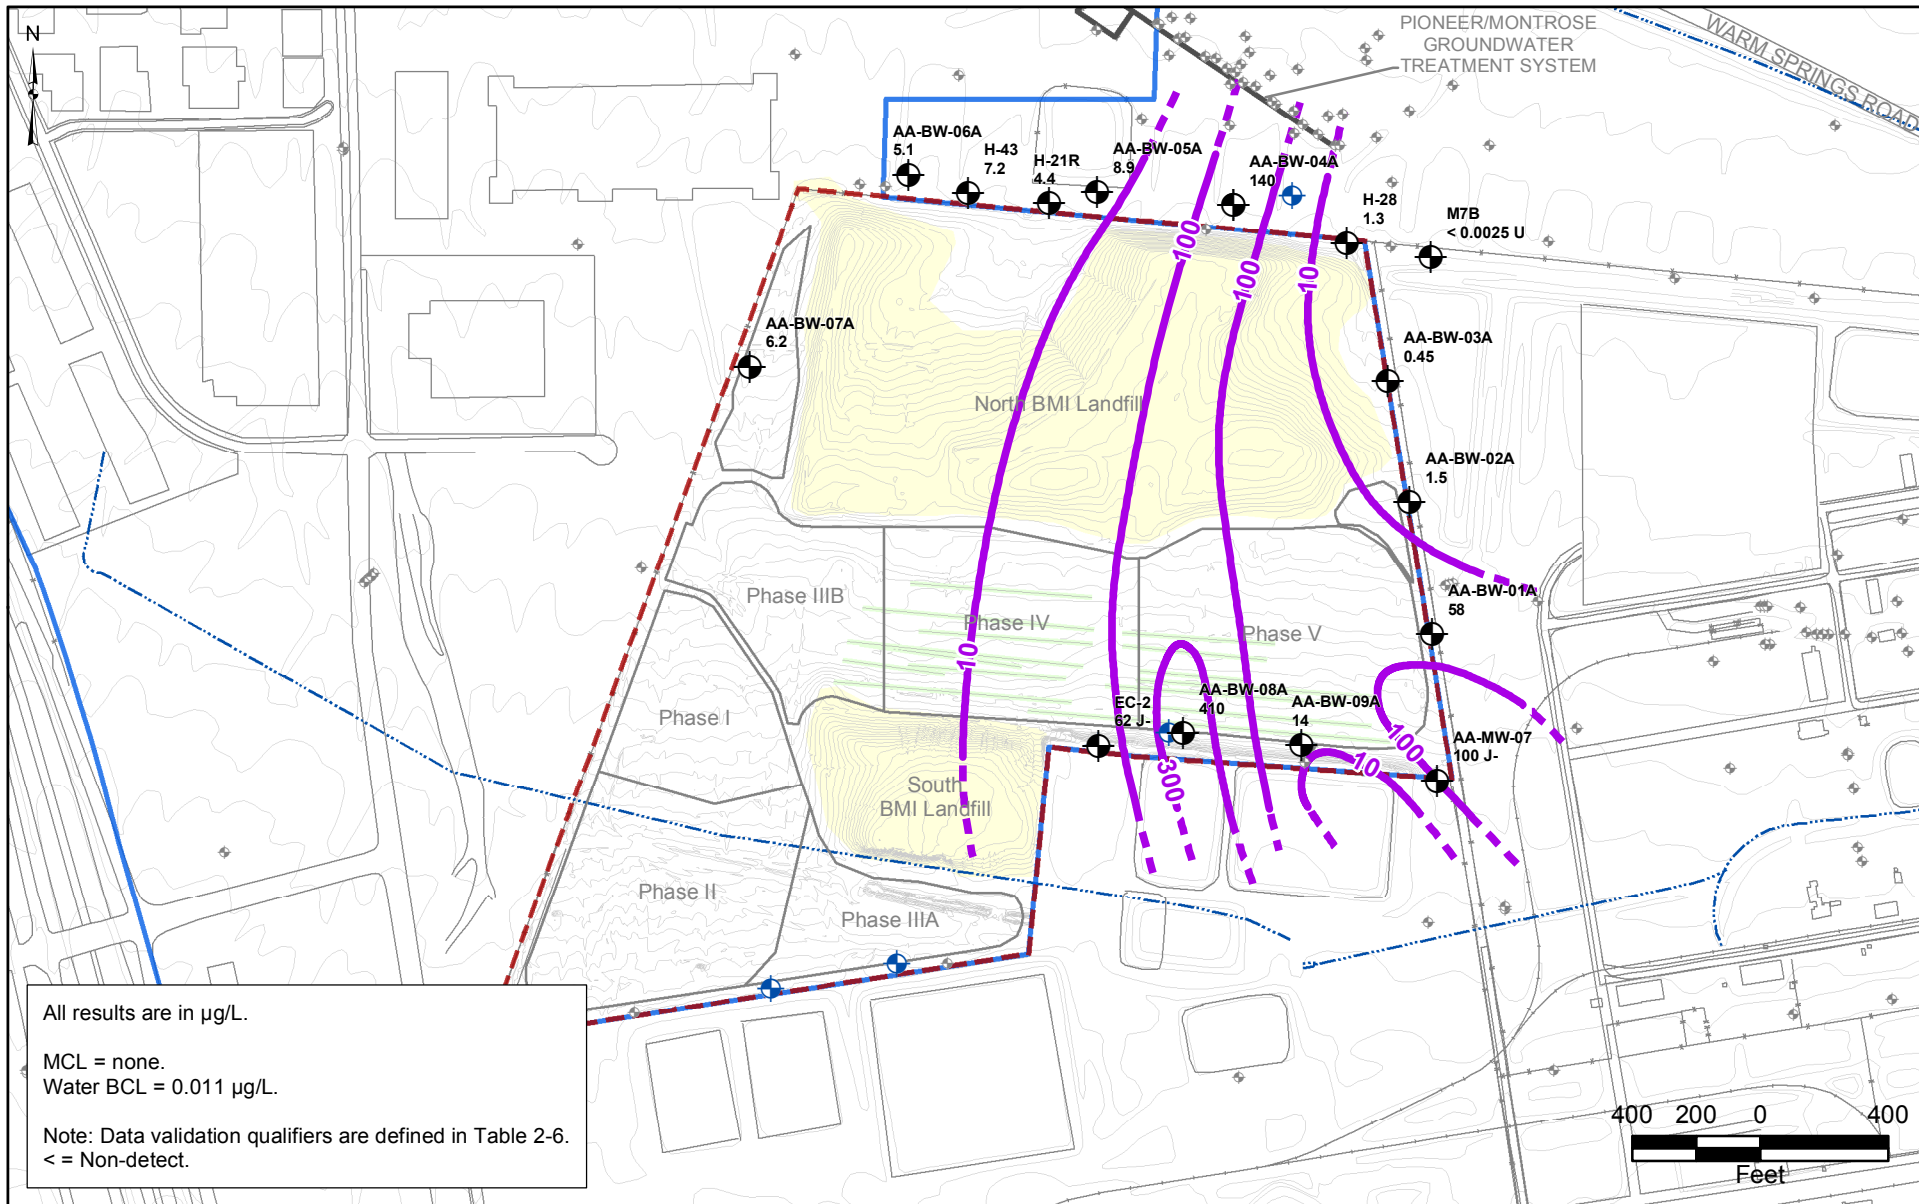 N
PIONEER/MONTROSE
GROUNDWATER
TREATMENT SYSTEM
WARM SPRINGS ROAD
AA-BW-06A
5.1
H-43
7.2
H-21R
4.4
AA-BW-05A
8.9
AA-BW-04A
140
H-28
1.3
M7B
< 0.0025 U
100
100
10
AA-BW-07A
6.2
AA-BW-03A
0.45
North BMI Landfill
AA-BW-02A
1.5
Phase IIIB
Phase IV
Phase V
AA-BW-01A
58
10
Phase I
EC-2
62 J-
AA-BW-08A
410
AA-BW-09A
14
AA-MW-07
100 J-
100
10
300
South
BMI Landfill
Phase II
Phase IIIA
All results are in µg/L.
MCL = none.
Water BCL = 0.011 µg/L.
Note: Data validation qualifiers are defined in Table 2-6.
< = Non-detect.
400 200 0 400
Feet